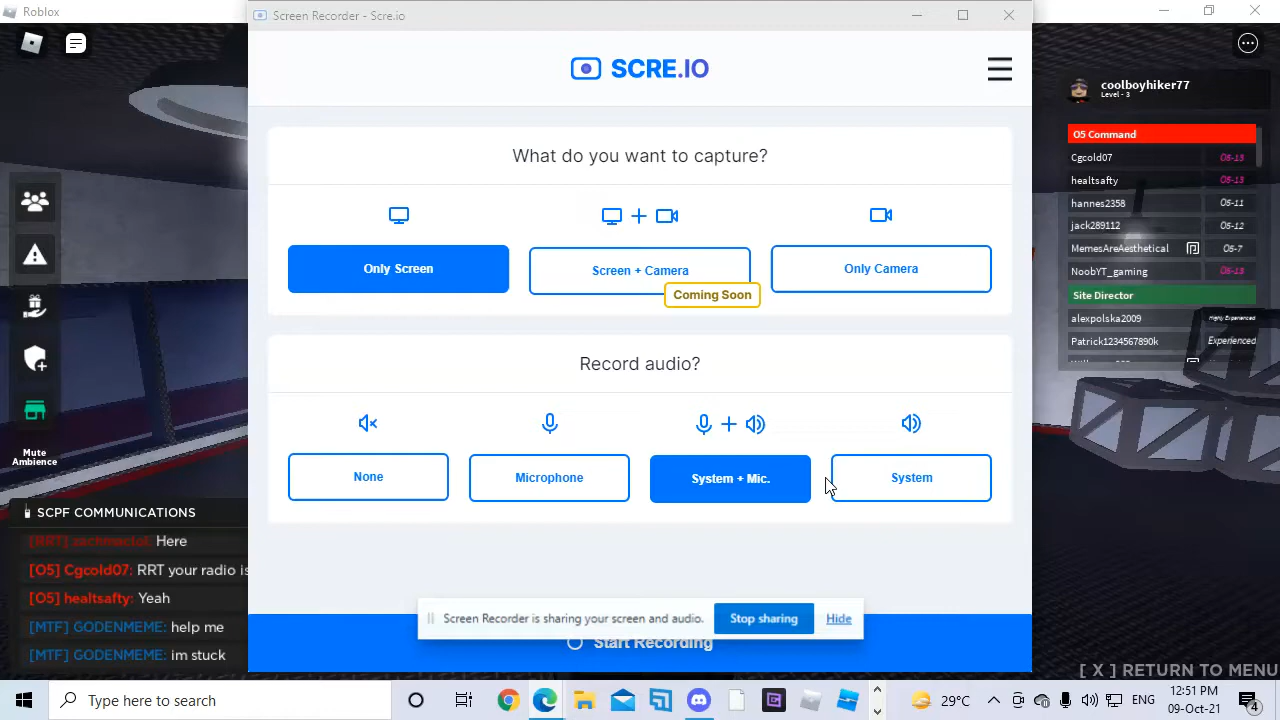 Roblox
Screen Recorder - Scre.io
SCRE.IO
What do you want to capture?
Only Screen
Screen + Camera
Only Camera
Coming Soon
Record audio?
None
Microphone
System + Mic.
System
Screen Recorder is sharing your screen and audio.
Stop sharing
Hide
Start Recording
Mute
Ambience
SCPF COMMUNICATIONS
[RRT] zachmactol: Here
[O5] Cgcold07: RRT your radio is
[O5] healtsafty: Yeah
[MTF] GODENMEME: help me
[MTF] GODENMEME: im stuck
coolboyhiker77
Level - 3
O5 Command
Cgcold07 O5-13
healtsafty O5-13
hannes2358 O5-11
jack289112 O5-12
MemesAreAesthetical O5-7
NoobYT_gaming O5-13
Site Director
alexpolska2009 Highly Experienced
Patrick1234567890k Experienced
[ X ] RETURN TO MENU
Type here to search
29°C
ENG
12:51 PM
09-Oct-21
4